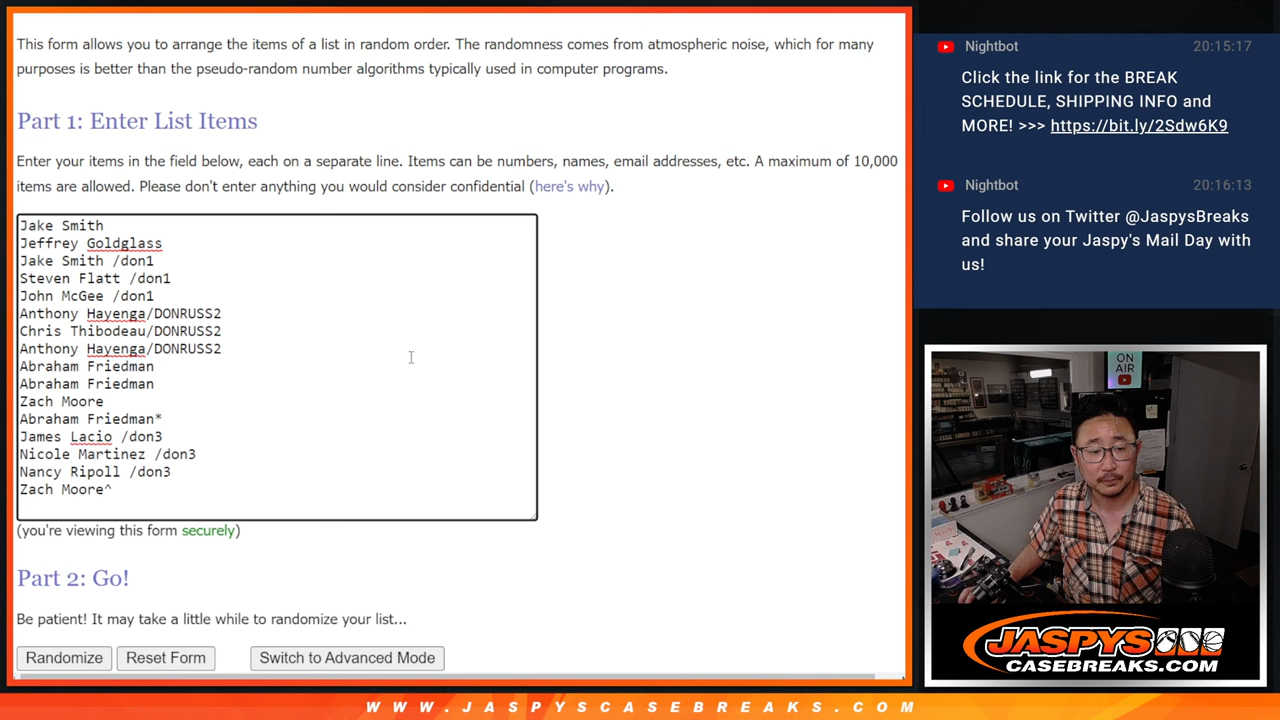 This form allows you to arrange the items of a list in random order. The randomness comes from atmospheric noise, which for many
purposes is better than the pseudo-random number algorithms typically used in computer programs.
Part 1: Enter List Items
Enter your items in the field below, each on a separate line. Items can be numbers, names, email addresses, etc. A maximum of 10,000
items are allowed. Please don't enter anything you would consider confidential (here's why).
Jake Smith
Jeffrey Goldglass
Jake Smith /don1
Steven Flatt /don1
John McGee /don1
Anthony Hayenga/DONRUSS2
Chris Thibodeau/DONRUSS2
Anthony Hayenga/DONRUSS2
Abraham Friedman
Abraham Friedman
Zach Moore
Abraham Friedman*
James Lacio /don3
Nicole Martinez /don3
Nancy Ripoll /don3
Zach Moore^
(you're viewing this form securely)
Part 2: Go!
Be patient! It may take a little while to randomize your list...
Randomize
Reset Form
Switch to Advanced Mode
Nightbot 20:15:17
Click the link for the BREAK
SCHEDULE, SHIPPING INFO and
MORE! >>> https://bit.ly/2Sdw6K9
Nightbot 20:16:13
Follow us on Twitter @JaspysBreaks
and share your Jaspy's Mail Day with
us!
ON
AIR
JASPYS
CASEBREAKS.COM
WWW.JASPYSCASEBREAKS.COM